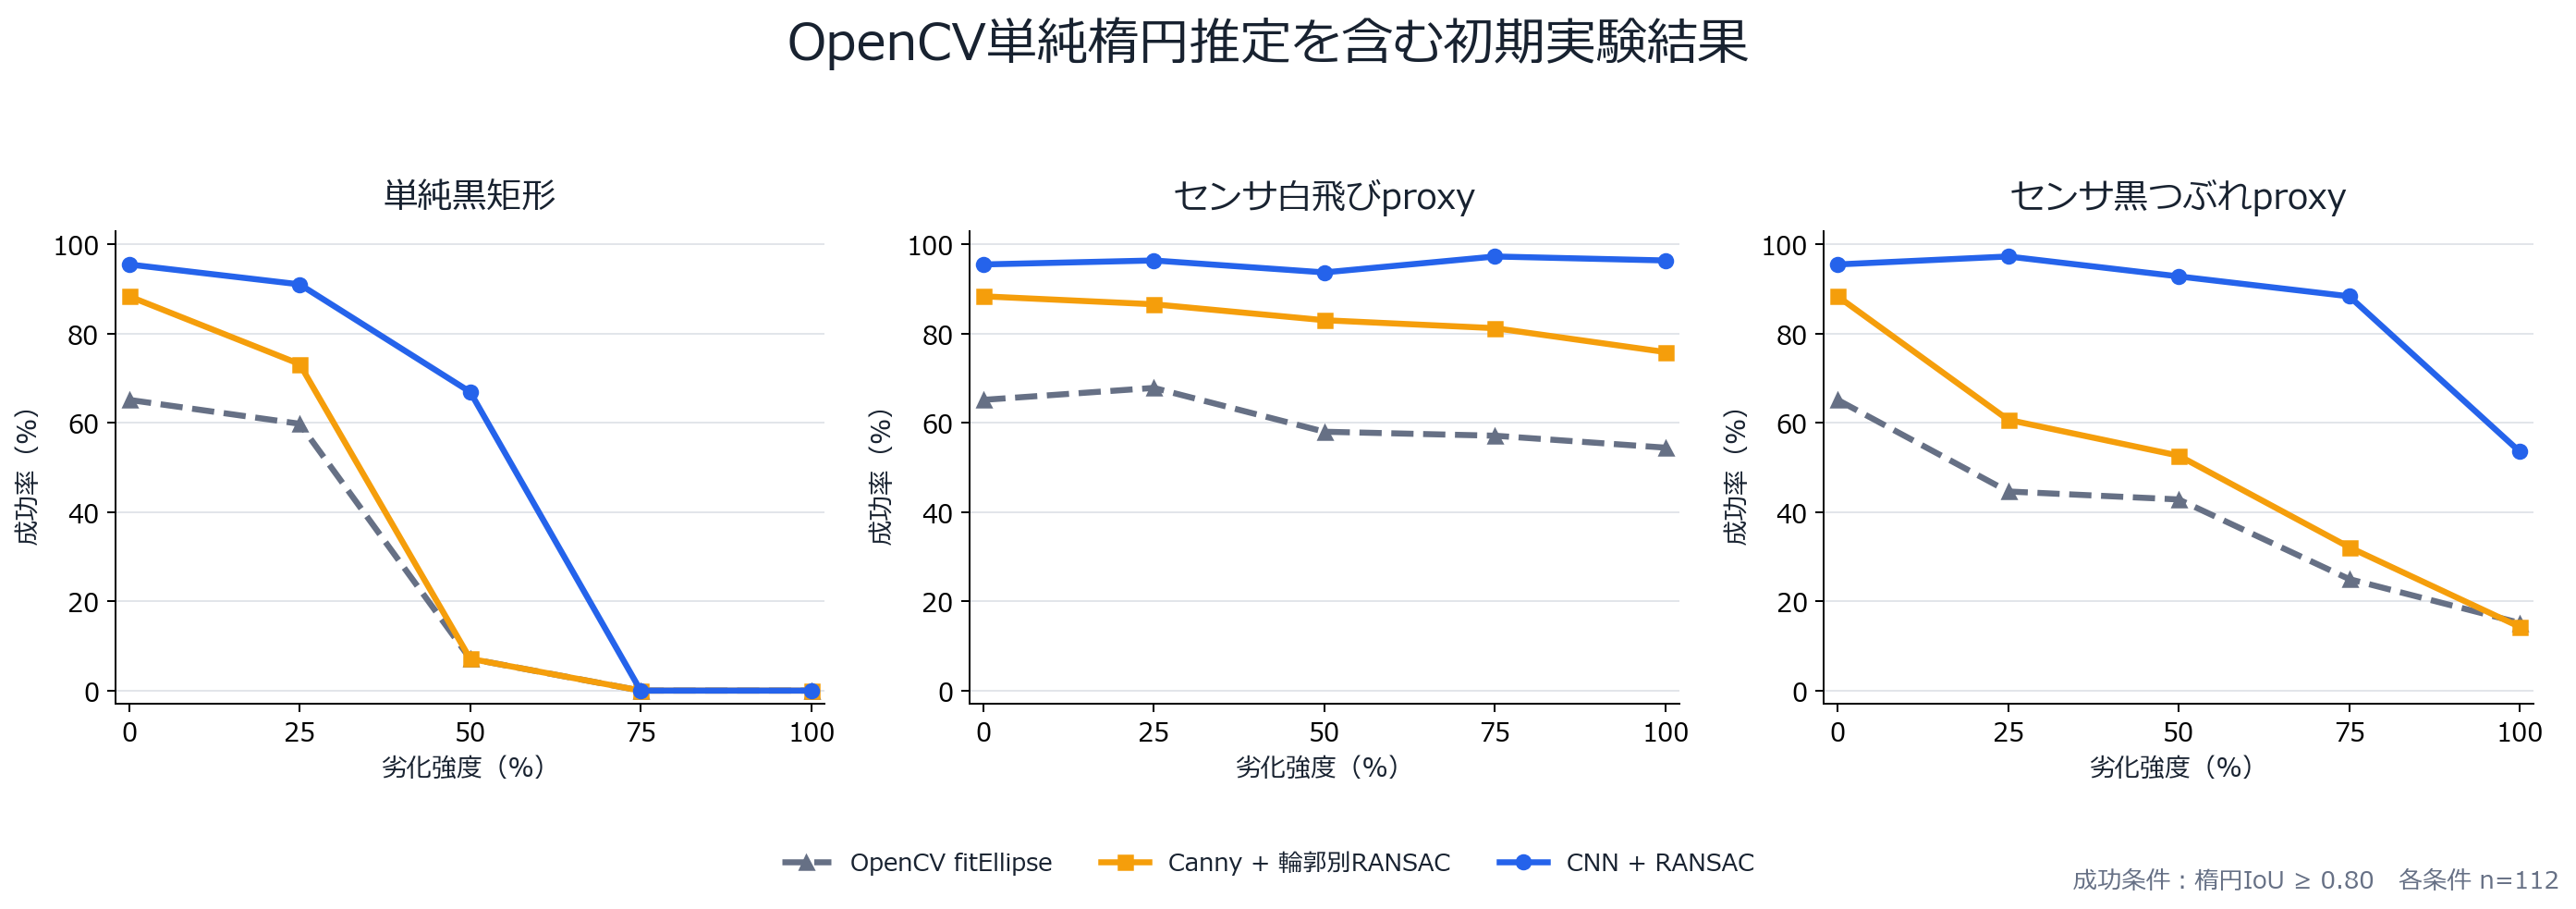 OpenCV単純楕円推定を含む初期実験結果
単純黒矩形
センサ白飛びproxy
センサ黒つぶれproxy
成功率（%）
100
80
60
40
20
0
0 25 50 75 100
劣化強度（%）
成功率（%）
100
80
60
40
20
0
0 25 50 75 100
劣化強度（%）
成功率（%）
100
80
60
40
20
0
0 25 50 75 100
劣化強度（%）
OpenCV fitEllipse
Canny + 輪郭別RANSAC
CNN + RANSAC
成功条件：楕円IoU ≥ 0.80　各条件 n=112